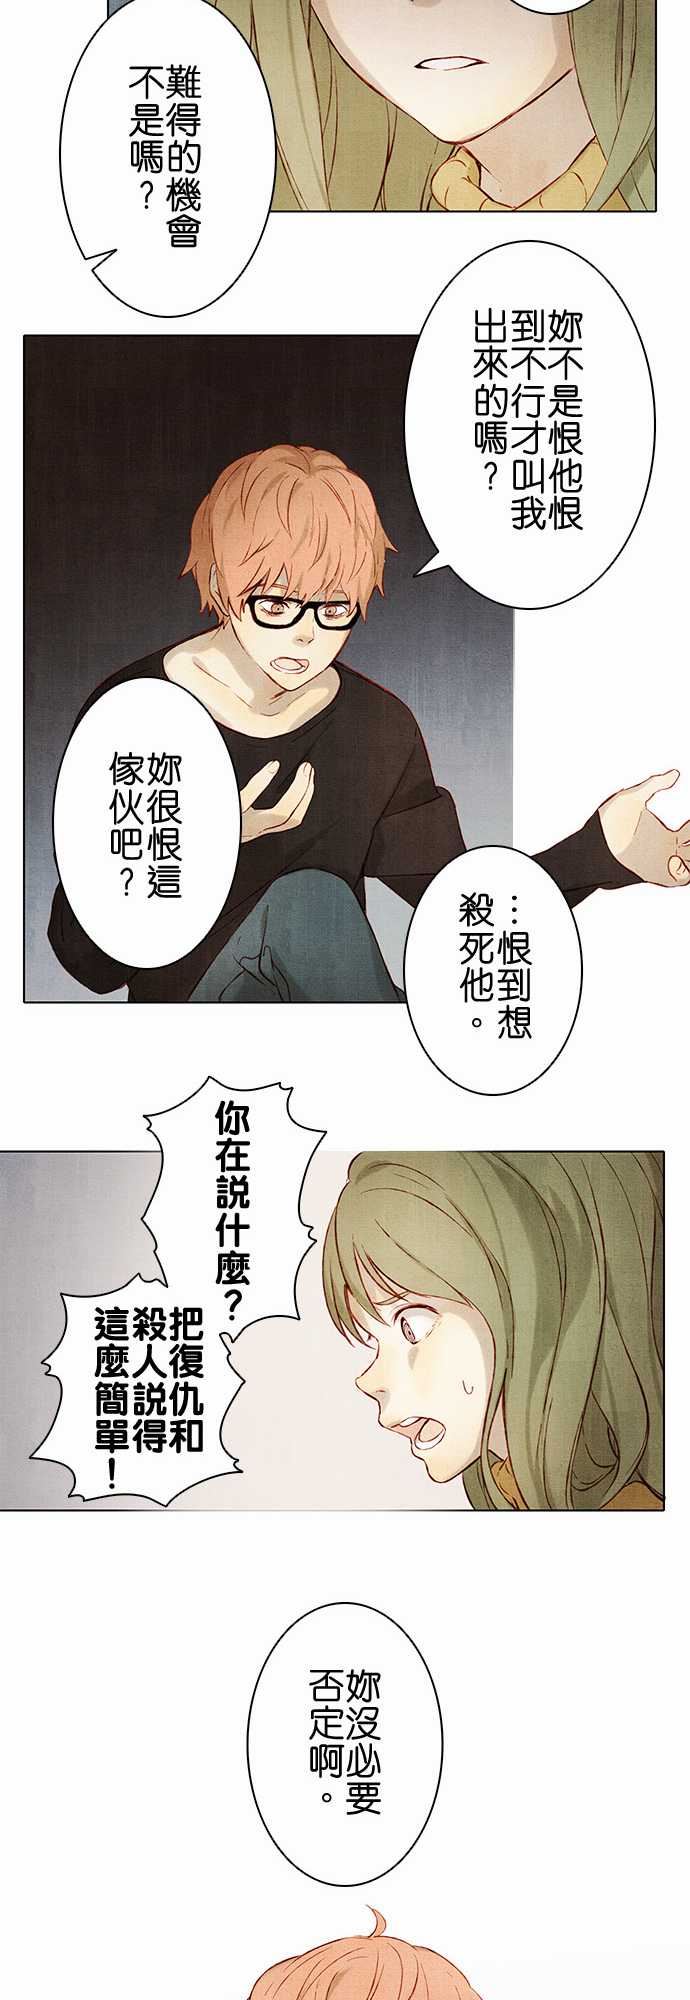 難得的機會
不是嗎？
妳不是恨他恨
到不行才叫我
出來的嗎？
妳很恨這
傢伙吧？
…恨到想
殺死他。
你在說什麼？
把復仇和
殺人說得
這麼簡單！
妳沒必要
否定啊。